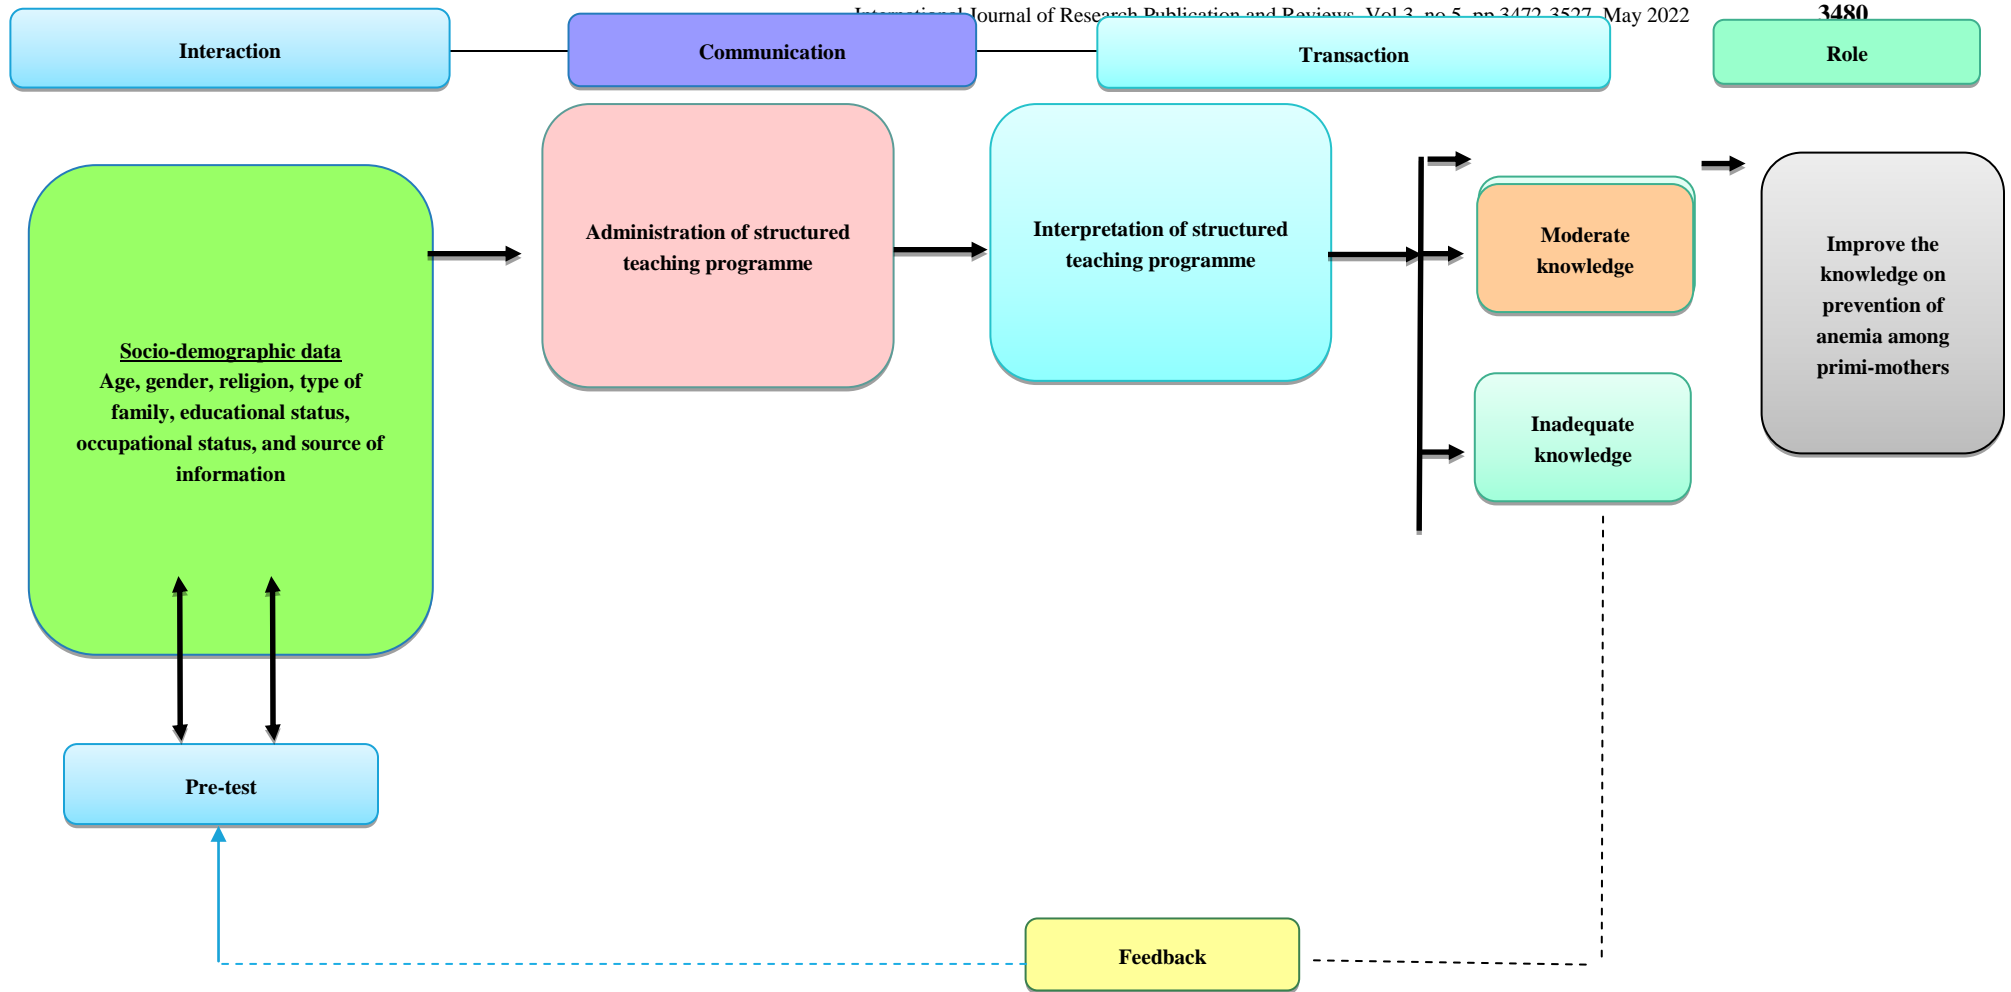 International Journal of Research Publication and Reviews, Vol 3, no 5, pp 3472-3527, May 2022 3480
Interaction
Communication
Transaction
Role
Socio-demographic data
Age, gender, religion, type of
family, educational status,
occupational status, and source of
information
Administration of structured
teaching programme
Interpretation of structured
teaching programme
Moderate
knowledge
Inadequate
knowledge
Improve the
knowledge on
prevention of
anemia among
primi-mothers
Pre-test
Feedback